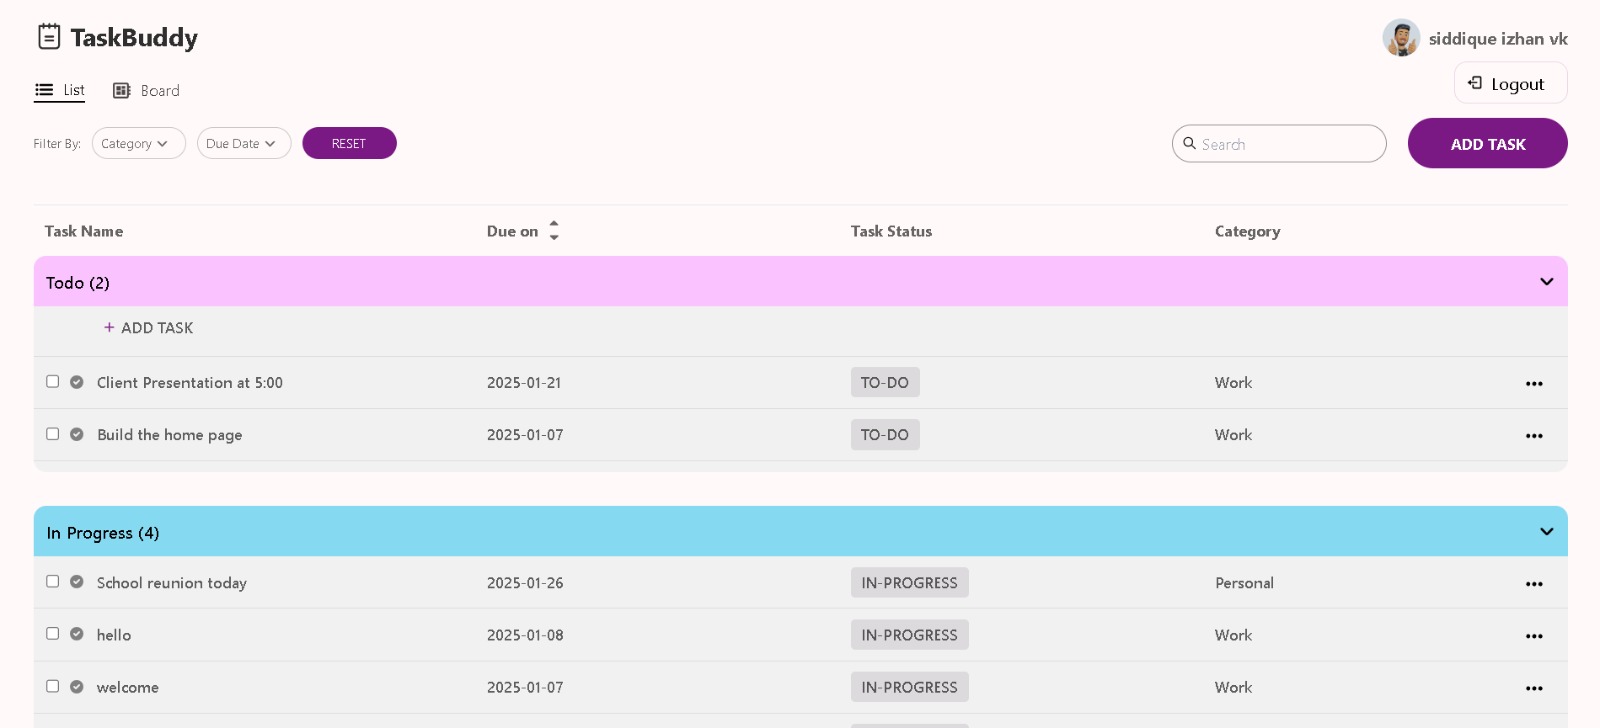 TaskBuddy
siddique izhan vk
List Board
Logout
Filter By: Category Due Date RESET
Search
ADD TASK
Task Name Due on Task Status Category
Todo (2)
+ ADD TASK
Client Presentation at 5:00 2025-01-21 TO-DO Work
Build the home page 2025-01-07 TO-DO Work
In Progress (4)
School reunion today 2025-01-26 IN-PROGRESS Personal
hello 2025-01-08 IN-PROGRESS Work
welcome 2025-01-07 IN-PROGRESS Work